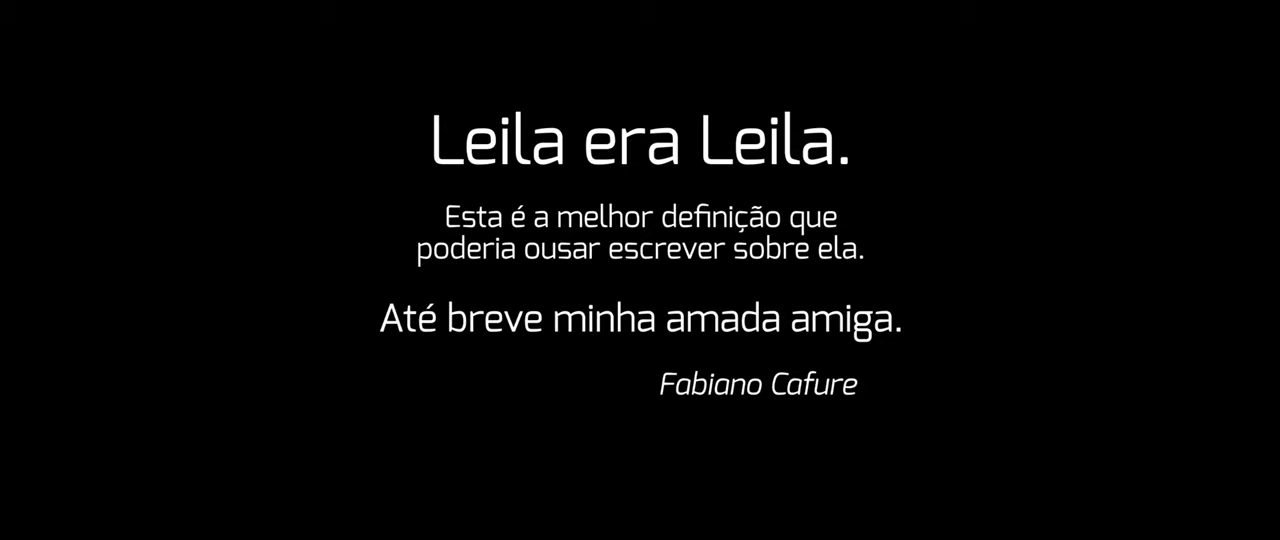 Leila era Leila.
Esta é a melhor definição que
poderia ousar escrever sobre ela.
Até breve minha amada amiga.
Fabiano Cafure